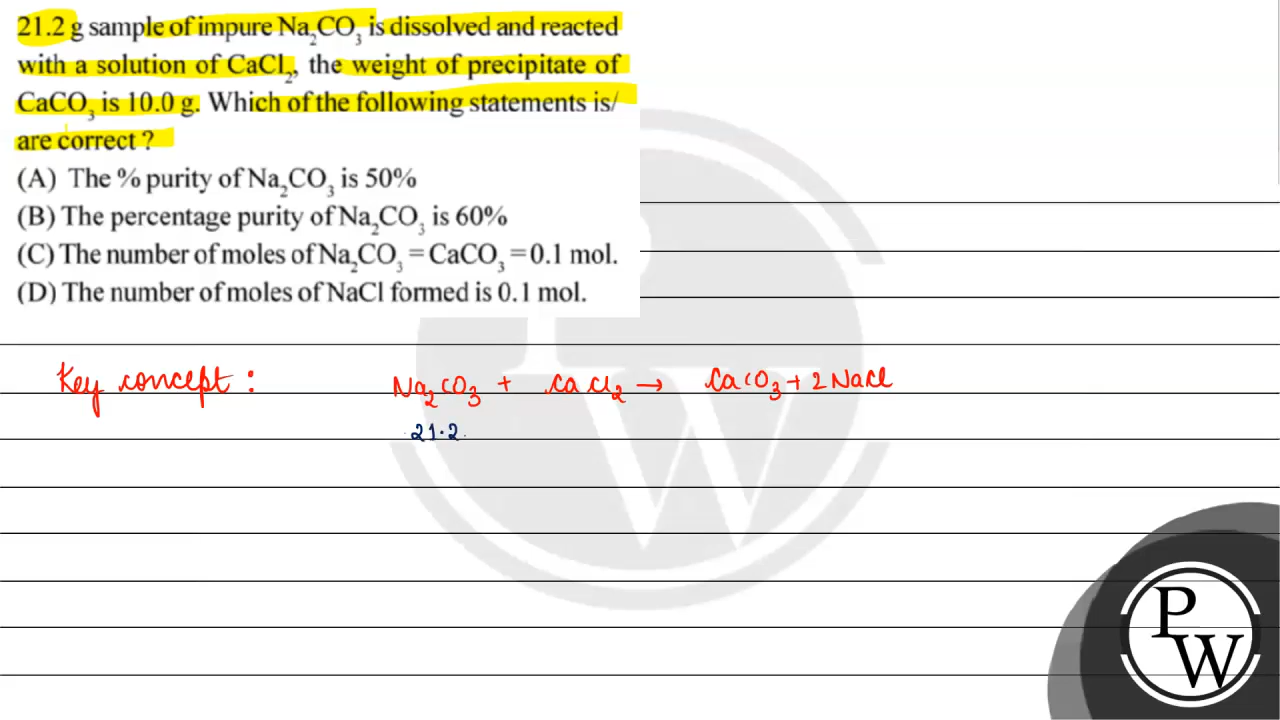 21.2 g sample of impure Na₂CO₃ is dissolved and reacted
with a solution of CaCl₂, the weight of precipitate of
CaCO₃ is 10.0 g. Which of the following statements is/
are correct ?
(A) The % purity of Na₂CO₃ is 50%
(B) The percentage purity of Na₂CO₃ is 60%
(C) The number of moles of Na₂CO₃ = CaCO₃ = 0.1 mol.
(D) The number of moles of NaCl formed is 0.1 mol.
Key concept : Na₂CO₃ + CaCl₂ → CaCO₃ + 2NaCl
21.2
P
W
P
W